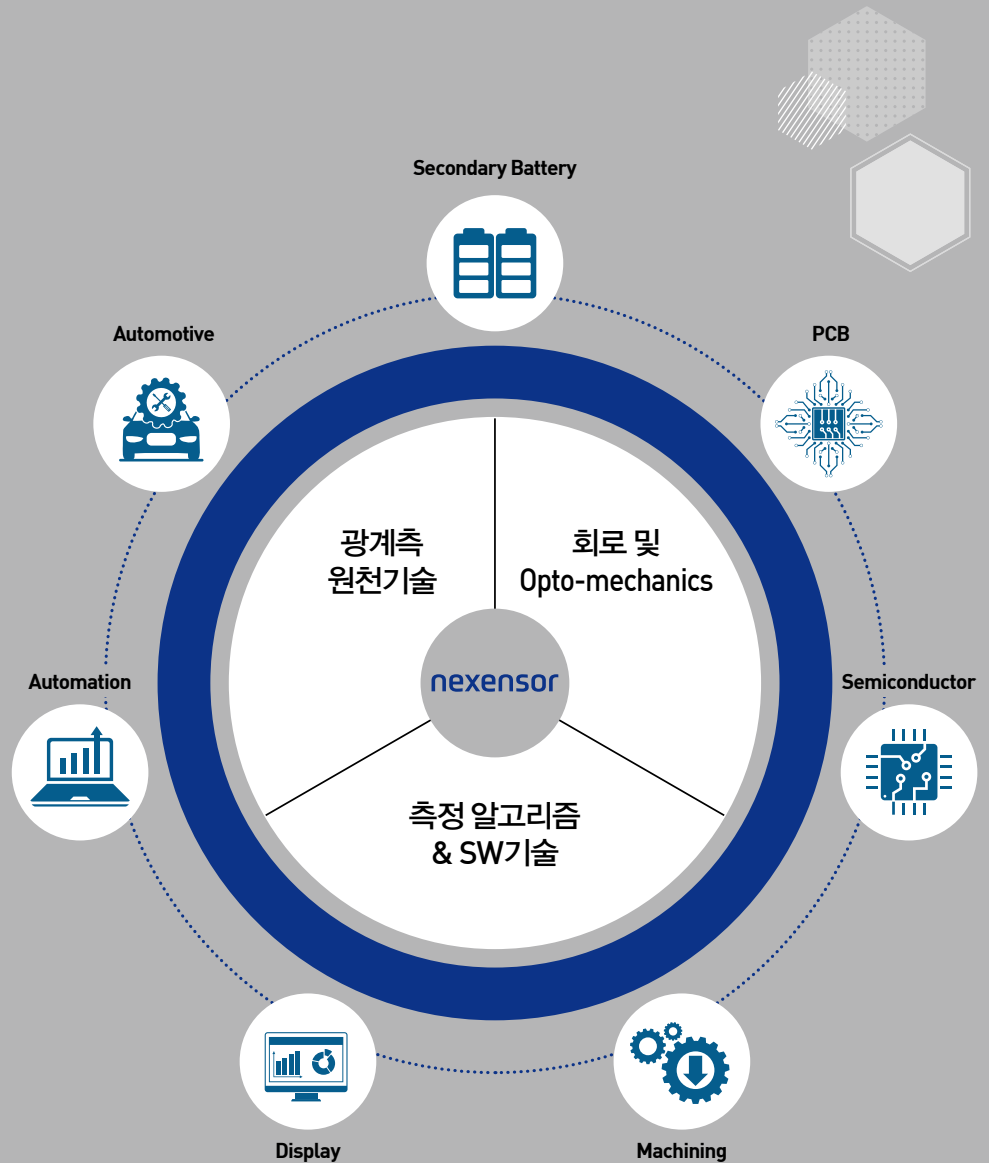 Secondary Battery
Automotive
PCB
광계측
원천기술
회로 및
Opto-mechanics
nexensor
Automation
Semiconductor
측정 알고리즘
& SW기술
Display
Machining